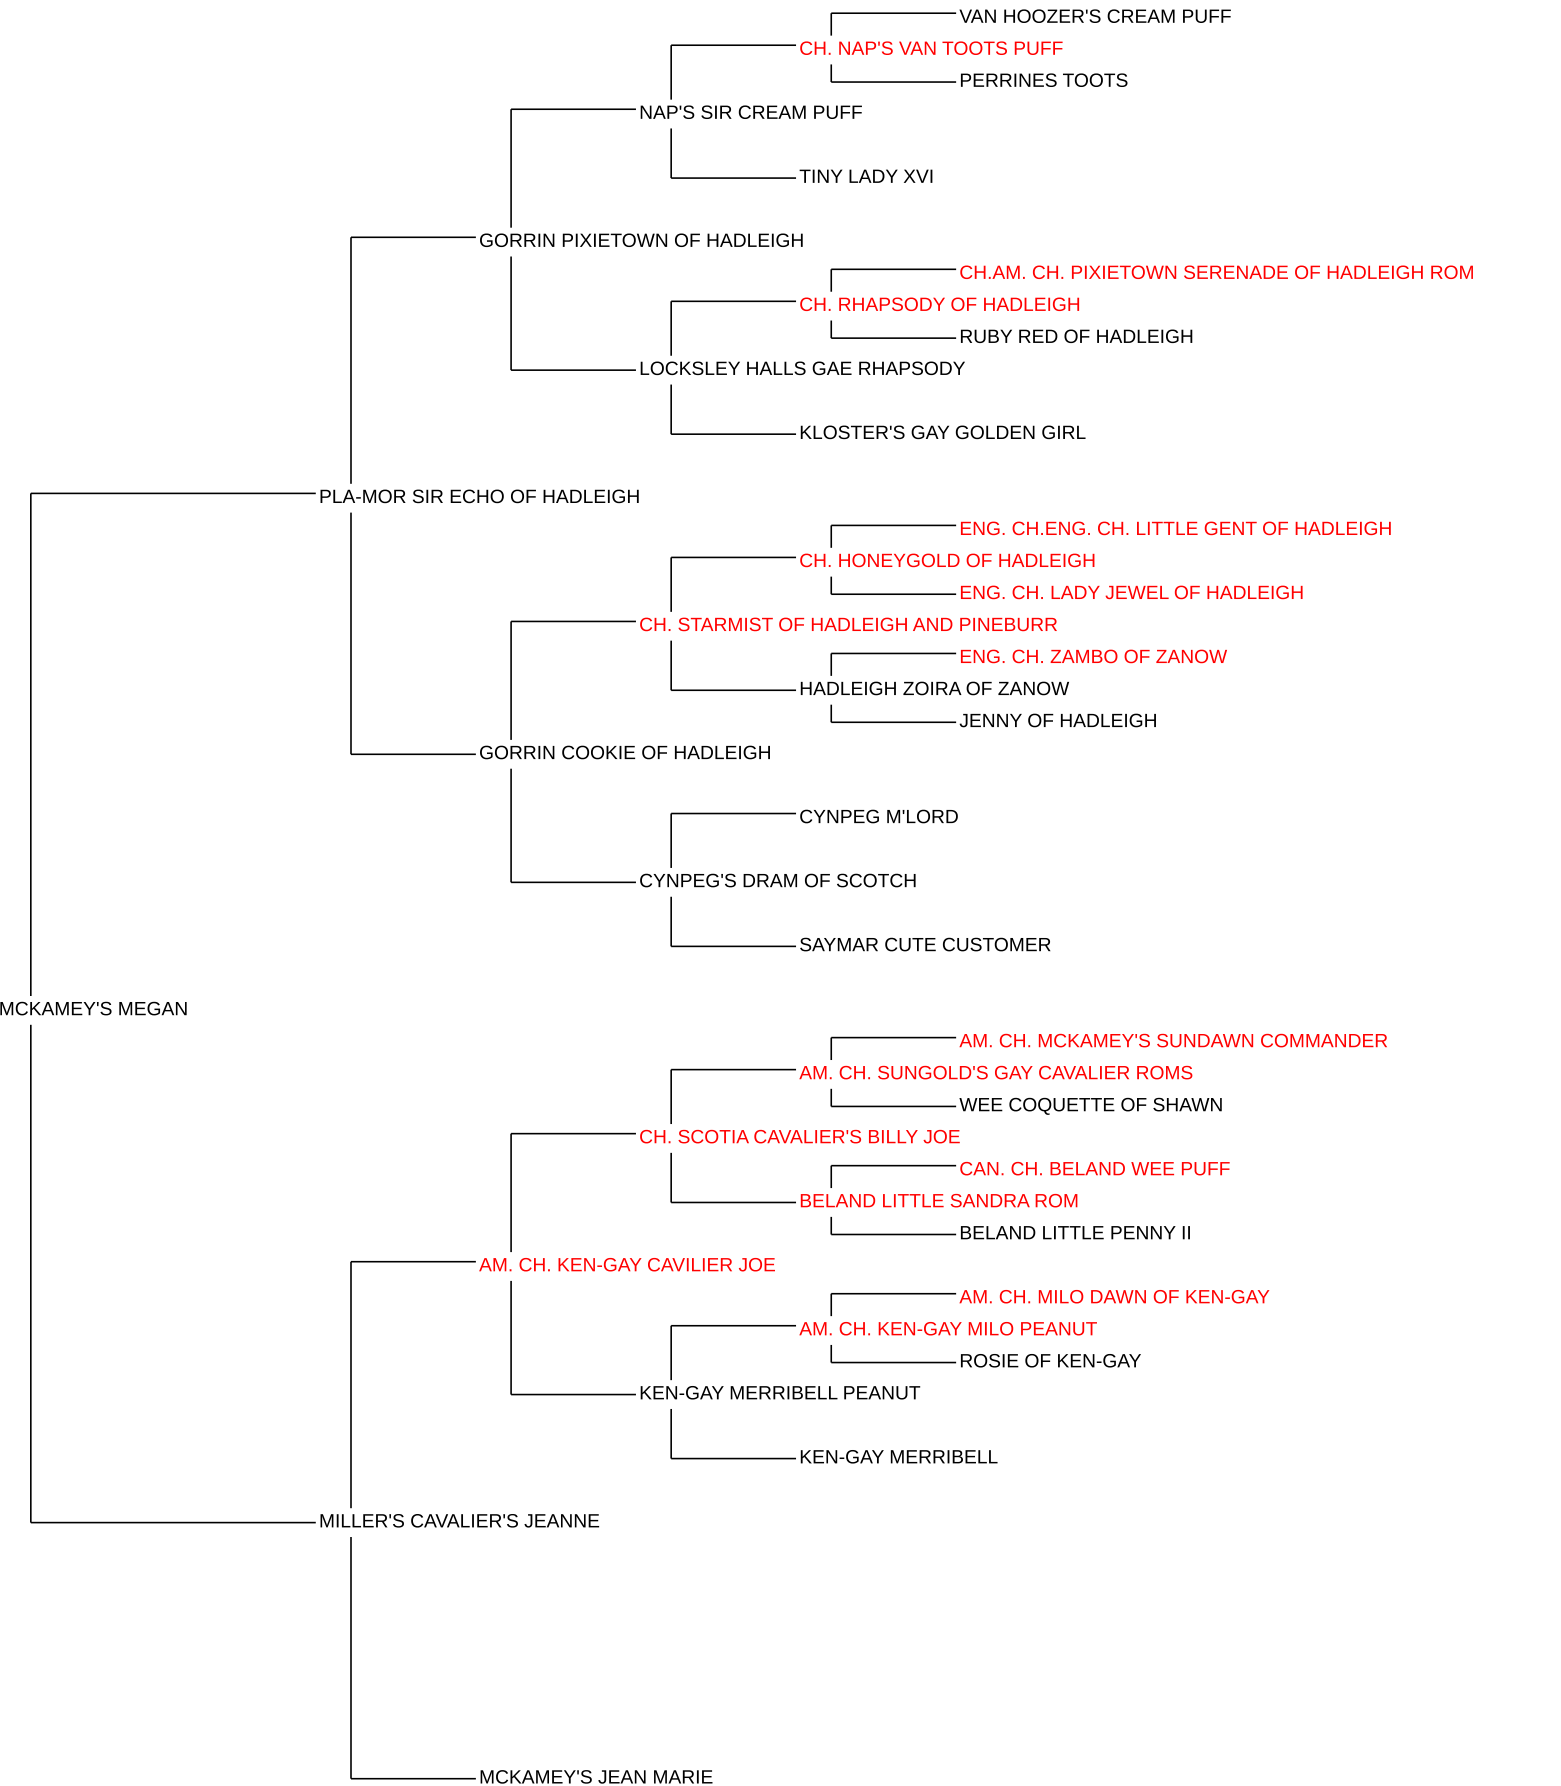 VAN HOOZER'S CREAM PUFF
CH. NAP'S VAN TOOTS PUFF
PERRINES TOOTS
NAP'S SIR CREAM PUFF
TINY LADY XVI
GORRIN PIXIETOWN OF HADLEIGH
CH.AM. CH. PIXIETOWN SERENADE OF HADLEIGH ROM
CH. RHAPSODY OF HADLEIGH
RUBY RED OF HADLEIGH
LOCKSLEY HALLS GAE RHAPSODY
KLOSTER'S GAY GOLDEN GIRL
PLA-MOR SIR ECHO OF HADLEIGH
ENG. CH.ENG. CH. LITTLE GENT OF HADLEIGH
CH. HONEYGOLD OF HADLEIGH
ENG. CH. LADY JEWEL OF HADLEIGH
CH. STARMIST OF HADLEIGH AND PINEBURR
ENG. CH. ZAMBO OF ZANOW
HADLEIGH ZOIRA OF ZANOW
JENNY OF HADLEIGH
GORRIN COOKIE OF HADLEIGH
CYNPEG M'LORD
CYNPEG'S DRAM OF SCOTCH
SAYMAR CUTE CUSTOMER
MCKAMEY'S MEGAN
AM. CH. MCKAMEY'S SUNDAWN COMMANDER
AM. CH. SUNGOLD'S GAY CAVALIER ROMS
WEE COQUETTE OF SHAWN
CH. SCOTIA CAVALIER'S BILLY JOE
CAN. CH. BELAND WEE PUFF
BELAND LITTLE SANDRA ROM
BELAND LITTLE PENNY II
AM. CH. KEN-GAY CAVILIER JOE
AM. CH. MILO DAWN OF KEN-GAY
AM. CH. KEN-GAY MILO PEANUT
ROSIE OF KEN-GAY
KEN-GAY MERRIBELL PEANUT
KEN-GAY MERRIBELL
MILLER'S CAVALIER'S JEANNE
MCKAMEY'S JEAN MARIE